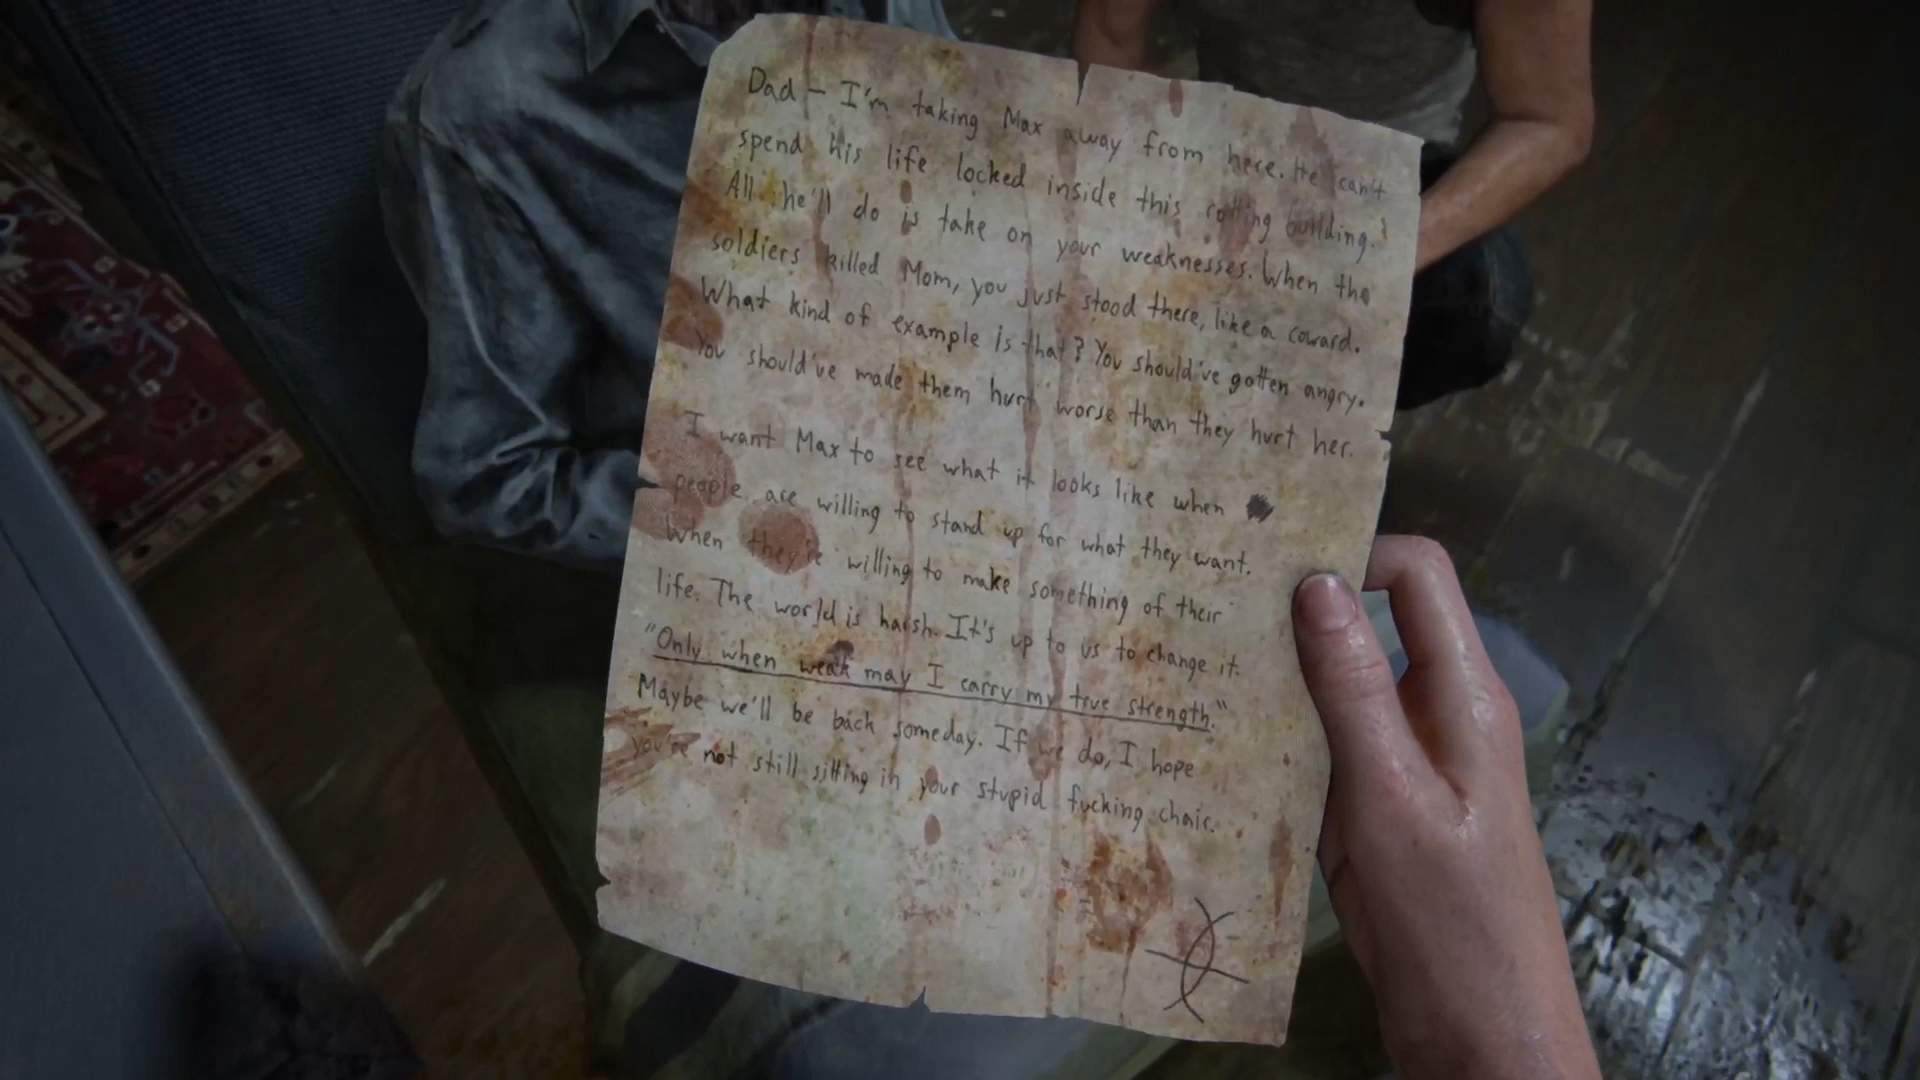 Dad – I'm taking Max away from here. He can't
spend his life locked inside this rotting building.
All he'll do is take on your weaknesses. When the
soldiers killed Mom, you just stood there, like a coward.
What kind of example is that? You should've gotten angry.
You should've made them hurt worse than they hurt her.
I want Max to see what it looks like when
people are willing to stand up for what they want.
When they're willing to make something of their
life. The world is harsh. It's up to us to change it.
"Only when weak may I carry my true strength."
Maybe we'll be back someday. If we do, I hope
you're not still sitting in your stupid fucking chair.